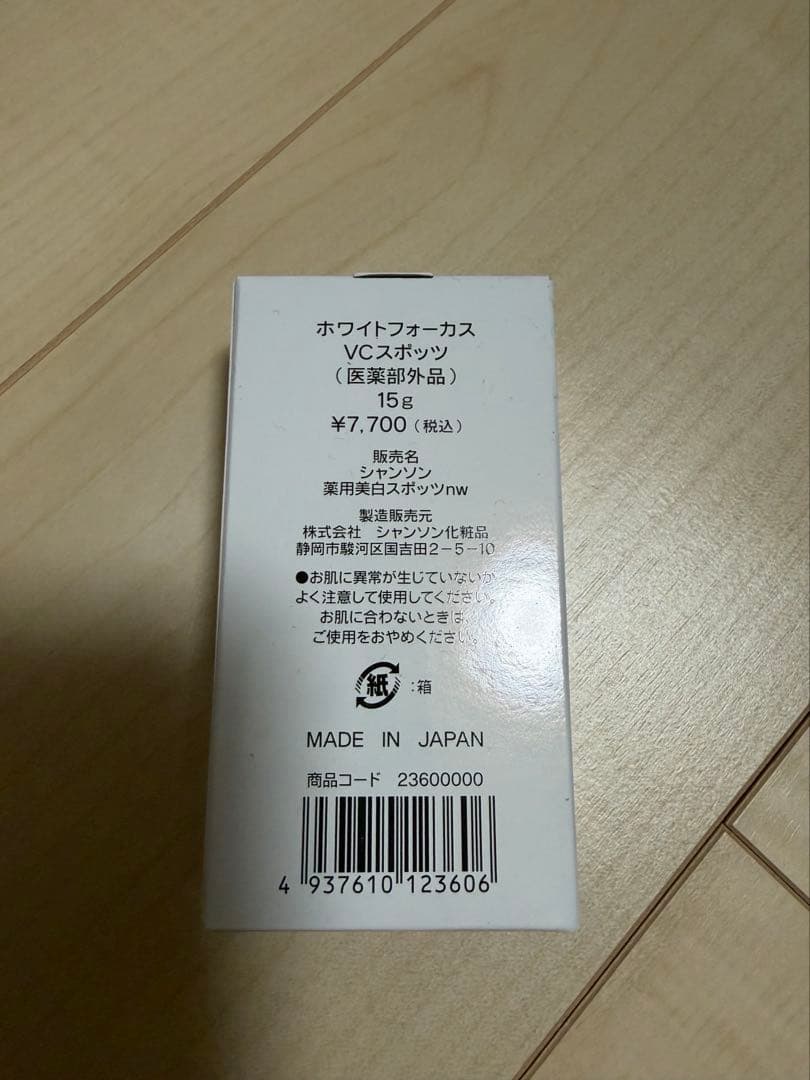 ホワイトフォーカス
VCスポッツ
（医薬部外品）
15g
¥7,700（税込）
販売名
シャンソン
薬用美白スポッツnw
製造販売元
株式会社　シャンソン化粧品
静岡市駿河区国吉田2-5-10
●お肌に異常が生じていないか
よく注意して使用してください。
お肌に合わないときは、
ご使用をおやめください。
紙 :箱
MADE IN JAPAN
商品コード 23600000
4 937610 123606